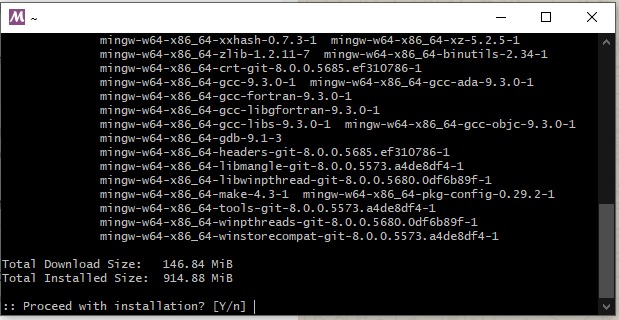 ~
mingw-w64-x86_64-xxhash-0.7.3-1  mingw-w64-x86_64-xz-5.2.5-1
mingw-w64-x86_64-zlib-1.2.11-7  mingw-w64-x86_64-binutils-2.34-1
mingw-w64-x86_64-crt-git-8.0.0.5685.ef310786-1
mingw-w64-x86_64-gcc-9.3.0-1  mingw-w64-x86_64-gcc-ada-9.3.0-1
mingw-w64-x86_64-gcc-fortran-9.3.0-1
mingw-w64-x86_64-gcc-libgfortran-9.3.0-1
mingw-w64-x86_64-gcc-libs-9.3.0-1  mingw-w64-x86_64-gcc-objc-9.3.0-1
mingw-w64-x86_64-gdb-9.1-3
mingw-w64-x86_64-headers-git-8.0.0.5685.ef310786-1
mingw-w64-x86_64-libmangle-git-8.0.0.5573.a4de8df4-1
mingw-w64-x86_64-libwinpthread-git-8.0.0.5680.0df6b89f-1
mingw-w64-x86_64-make-4.3-1  mingw-w64-x86_64-pkg-config-0.29.2-1
mingw-w64-x86_64-tools-git-8.0.0.5573.a4de8df4-1
mingw-w64-x86_64-winpthreads-git-8.0.0.5680.0df6b89f-1
mingw-w64-x86_64-winstorecompat-git-8.0.0.5573.a4de8df4-1
Total Download Size:   146.84 MiB
Total Installed Size:  914.88 MiB
:: Proceed with installation? [Y/n]